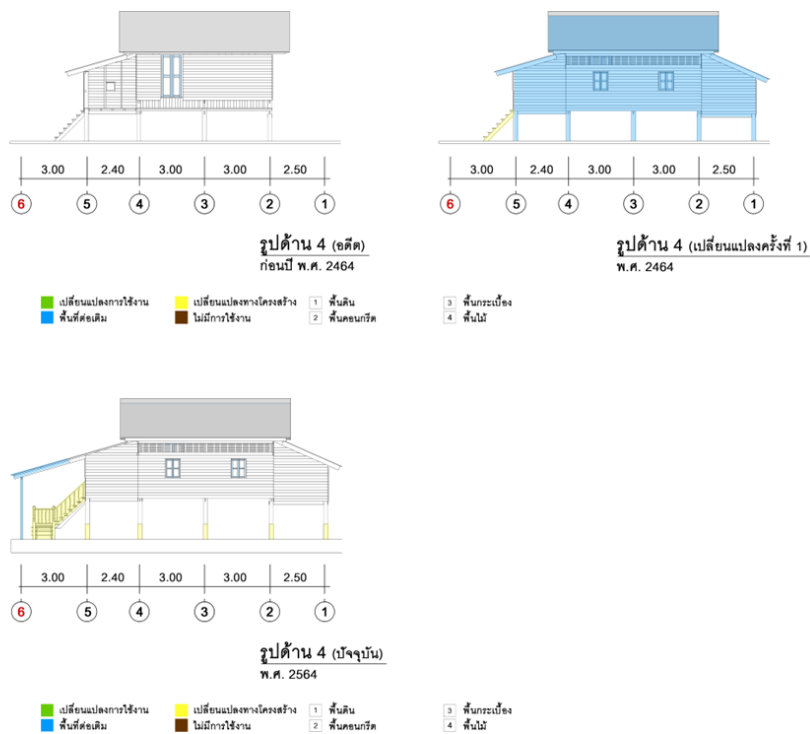 3.00 2.40 3.00 3.00 2.50
6 5 4 3 2 1
รูปด้าน 4 (อดีต)
ก่อนปี พ.ศ. 2464
3.00 2.40 3.00 3.00 2.50
6 5 4 3 2 1
รูปด้าน 4 (เปลี่ยนแปลงครั้งที่ 1)
พ.ศ. 2464
เปลี่ยนแปลงการใช้งาน เปลี่ยนแปลงทางโครงสร้าง 1 พื้นดิน 3 พื้นกระเบื้อง
พื้นที่ต่อเติม ไม่มีการใช้งาน 2 พื้นคอนกรีต 4 พื้นไม้
3.00 2.40 3.00 3.00 2.50
6 5 4 3 2 1
รูปด้าน 4 (ปัจจุบัน)
พ.ศ. 2564
เปลี่ยนแปลงการใช้งาน เปลี่ยนแปลงทางโครงสร้าง 1 พื้นดิน 3 พื้นกระเบื้อง
พื้นที่ต่อเติม ไม่มีการใช้งาน 2 พื้นคอนกรีต 4 พื้นไม้